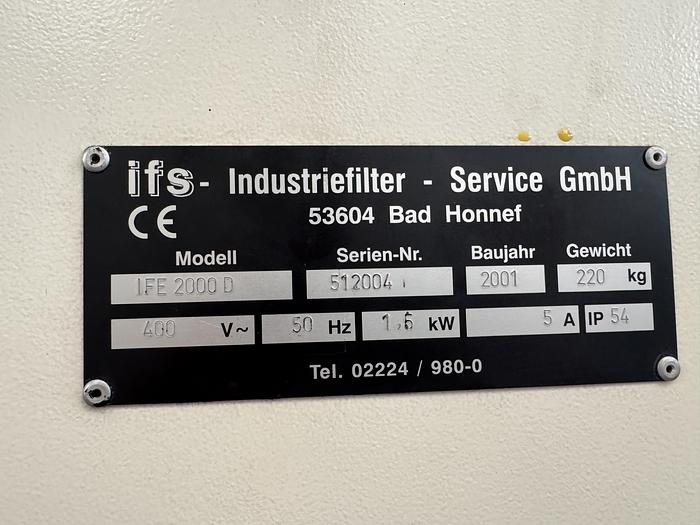 ifs - Industriefilter - Service GmbH
CE 53604 Bad Honnef
Modell Serien-Nr. Baujahr Gewicht
IFE 2000 D 512004 2001 220 kg
400 V~ 50 Hz 1,5 kW 5 A IP 54
Tel. 02224 / 980-0